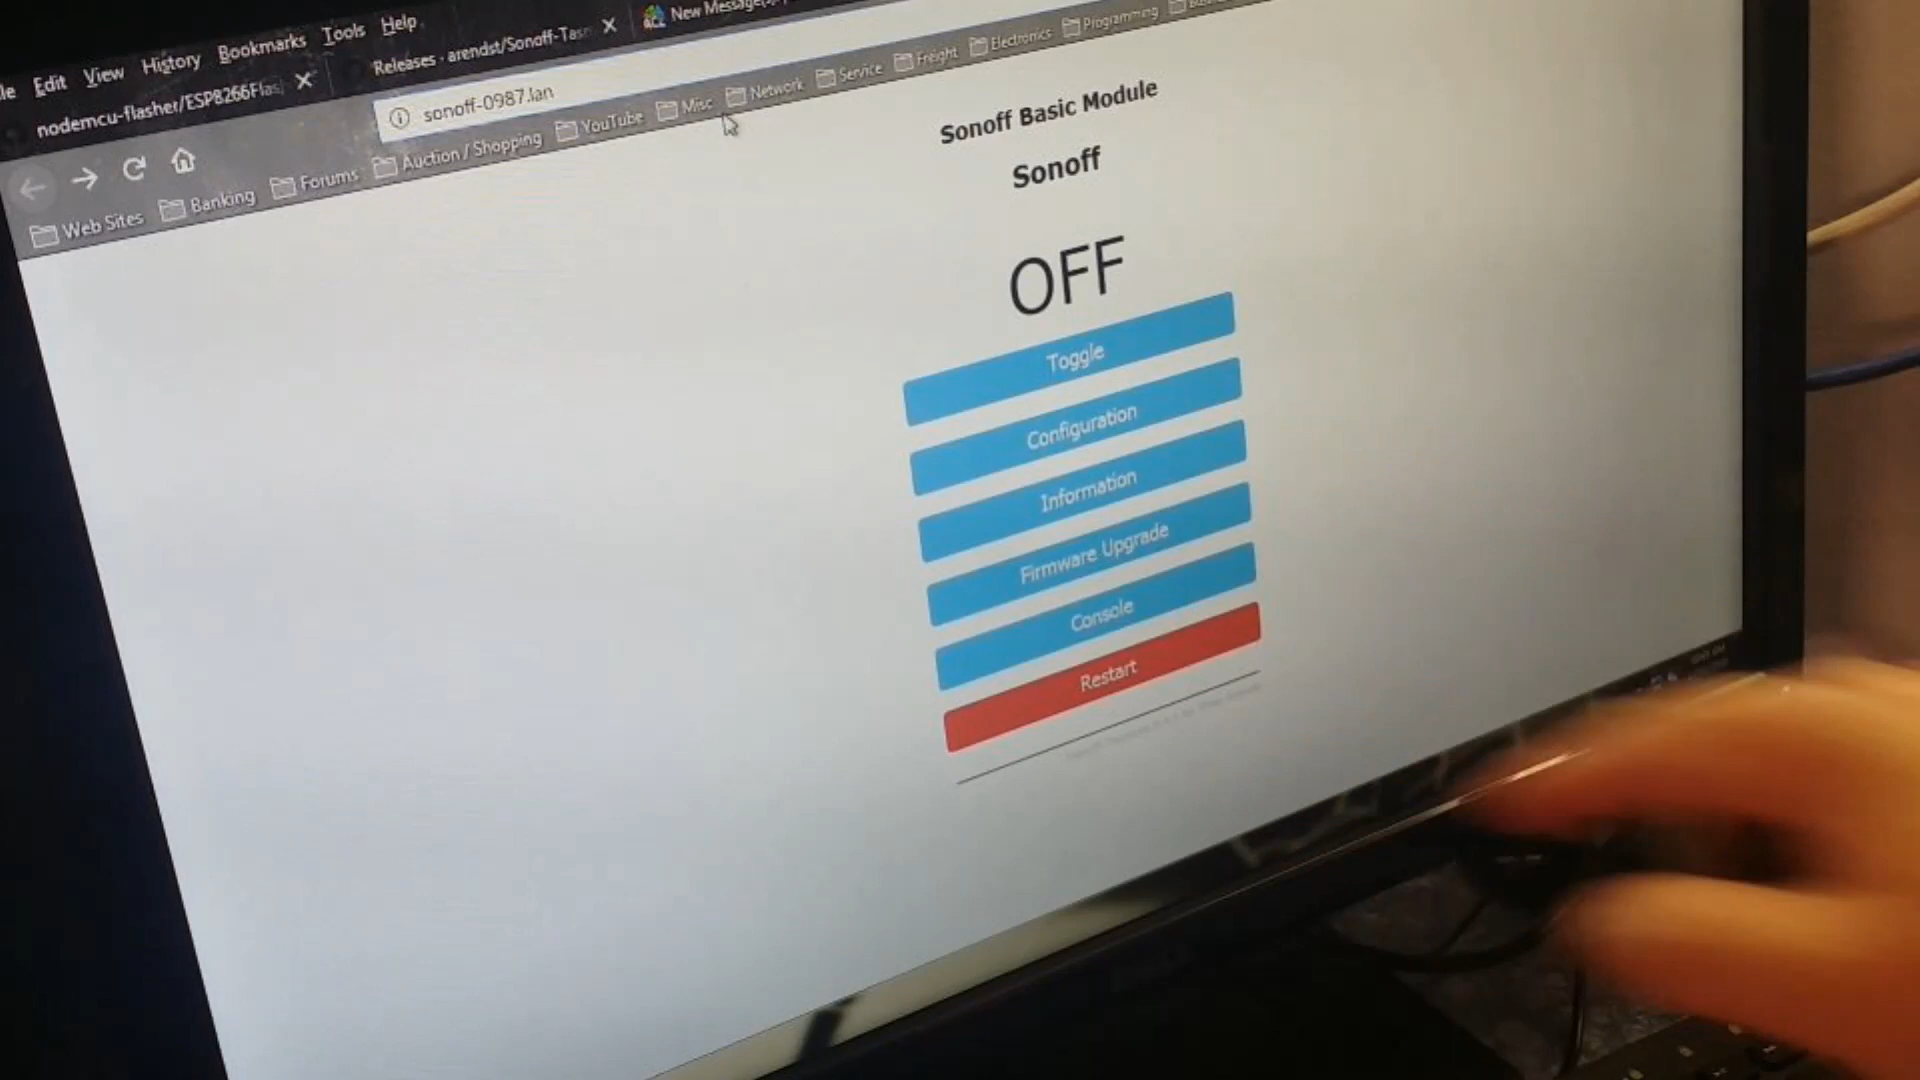 Edit View History Bookmarks Tools Help
nodemcu-flasher/ESP8266Flas
Releases · arendst/Sonoff-Tasm
New Message(s)
sonoff-0987.lan
Web Sites Banking Forums Auction / Shopping YouTube Misc Network Service Freight Electronics Programming
Sonoff Basic Module
Sonoff
OFF
Toggle
Configuration
Information
Firmware Upgrade
Console
Restart